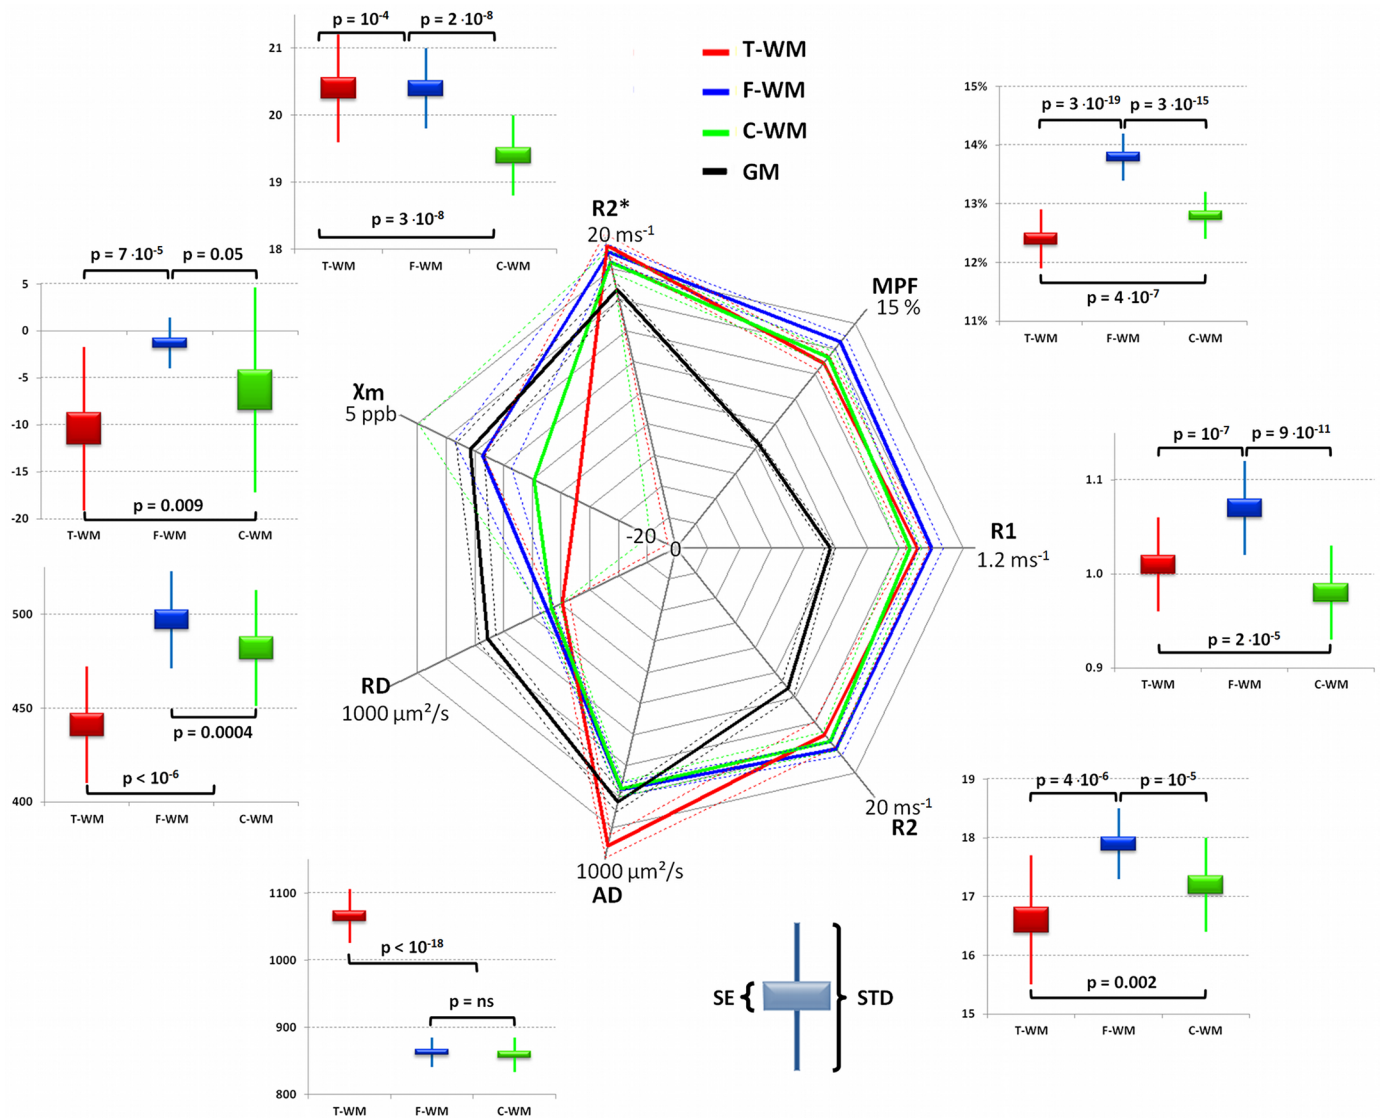 p = 10⁻⁴
p = 2 ·10⁻⁸
21
20
19
18
p = 3 ·10⁻⁸
T-WM
F-WM
C-WM
T-WM
F-WM
C-WM
GM
15%
14%
13%
12%
11%
p = 3 ·10⁻¹⁹
p = 3 ·10⁻¹⁵
p = 4 ·10⁻⁷
T-WM
F-WM
C-WM
p = 7 ·10⁻⁵
p = 0.05
5
0
-5
-10
-15
-20
p = 0.009
T-WM
F-WM
C-WM
R2*
20 ms⁻¹
MPF
15 %
χm
5 ppb
R1
1.2 ms⁻¹
-20
0
RD
1000 µm²/s
20 ms⁻¹
R2
1000 µm²/s
AD
p = 10⁻⁷
p = 9 ·10⁻¹¹
1.1
1.0
0.9
p = 2 ·10⁻⁵
T-WM
F-WM
C-WM
500
450
400
p = 0.0004
p < 10⁻⁶
T-WM
F-WM
C-WM
1100
1000
900
800
p < 10⁻¹⁸
p = ns
T-WM
F-WM
C-WM
SE
STD
19
18
17
16
15
p = 4 ·10⁻⁶
p = 10⁻⁵
p = 0.002
T-WM
F-WM
C-WM